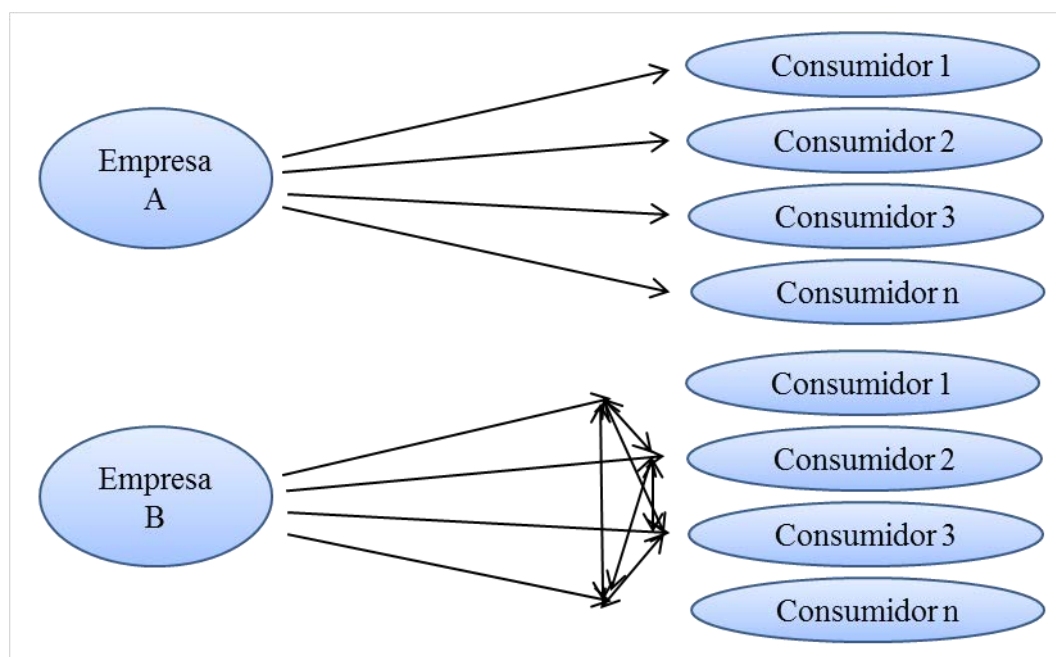 Empresa
A
Consumidor 1
Consumidor 2
Consumidor 3
Consumidor n
Empresa
B
Consumidor 1
Consumidor 2
Consumidor 3
Consumidor n